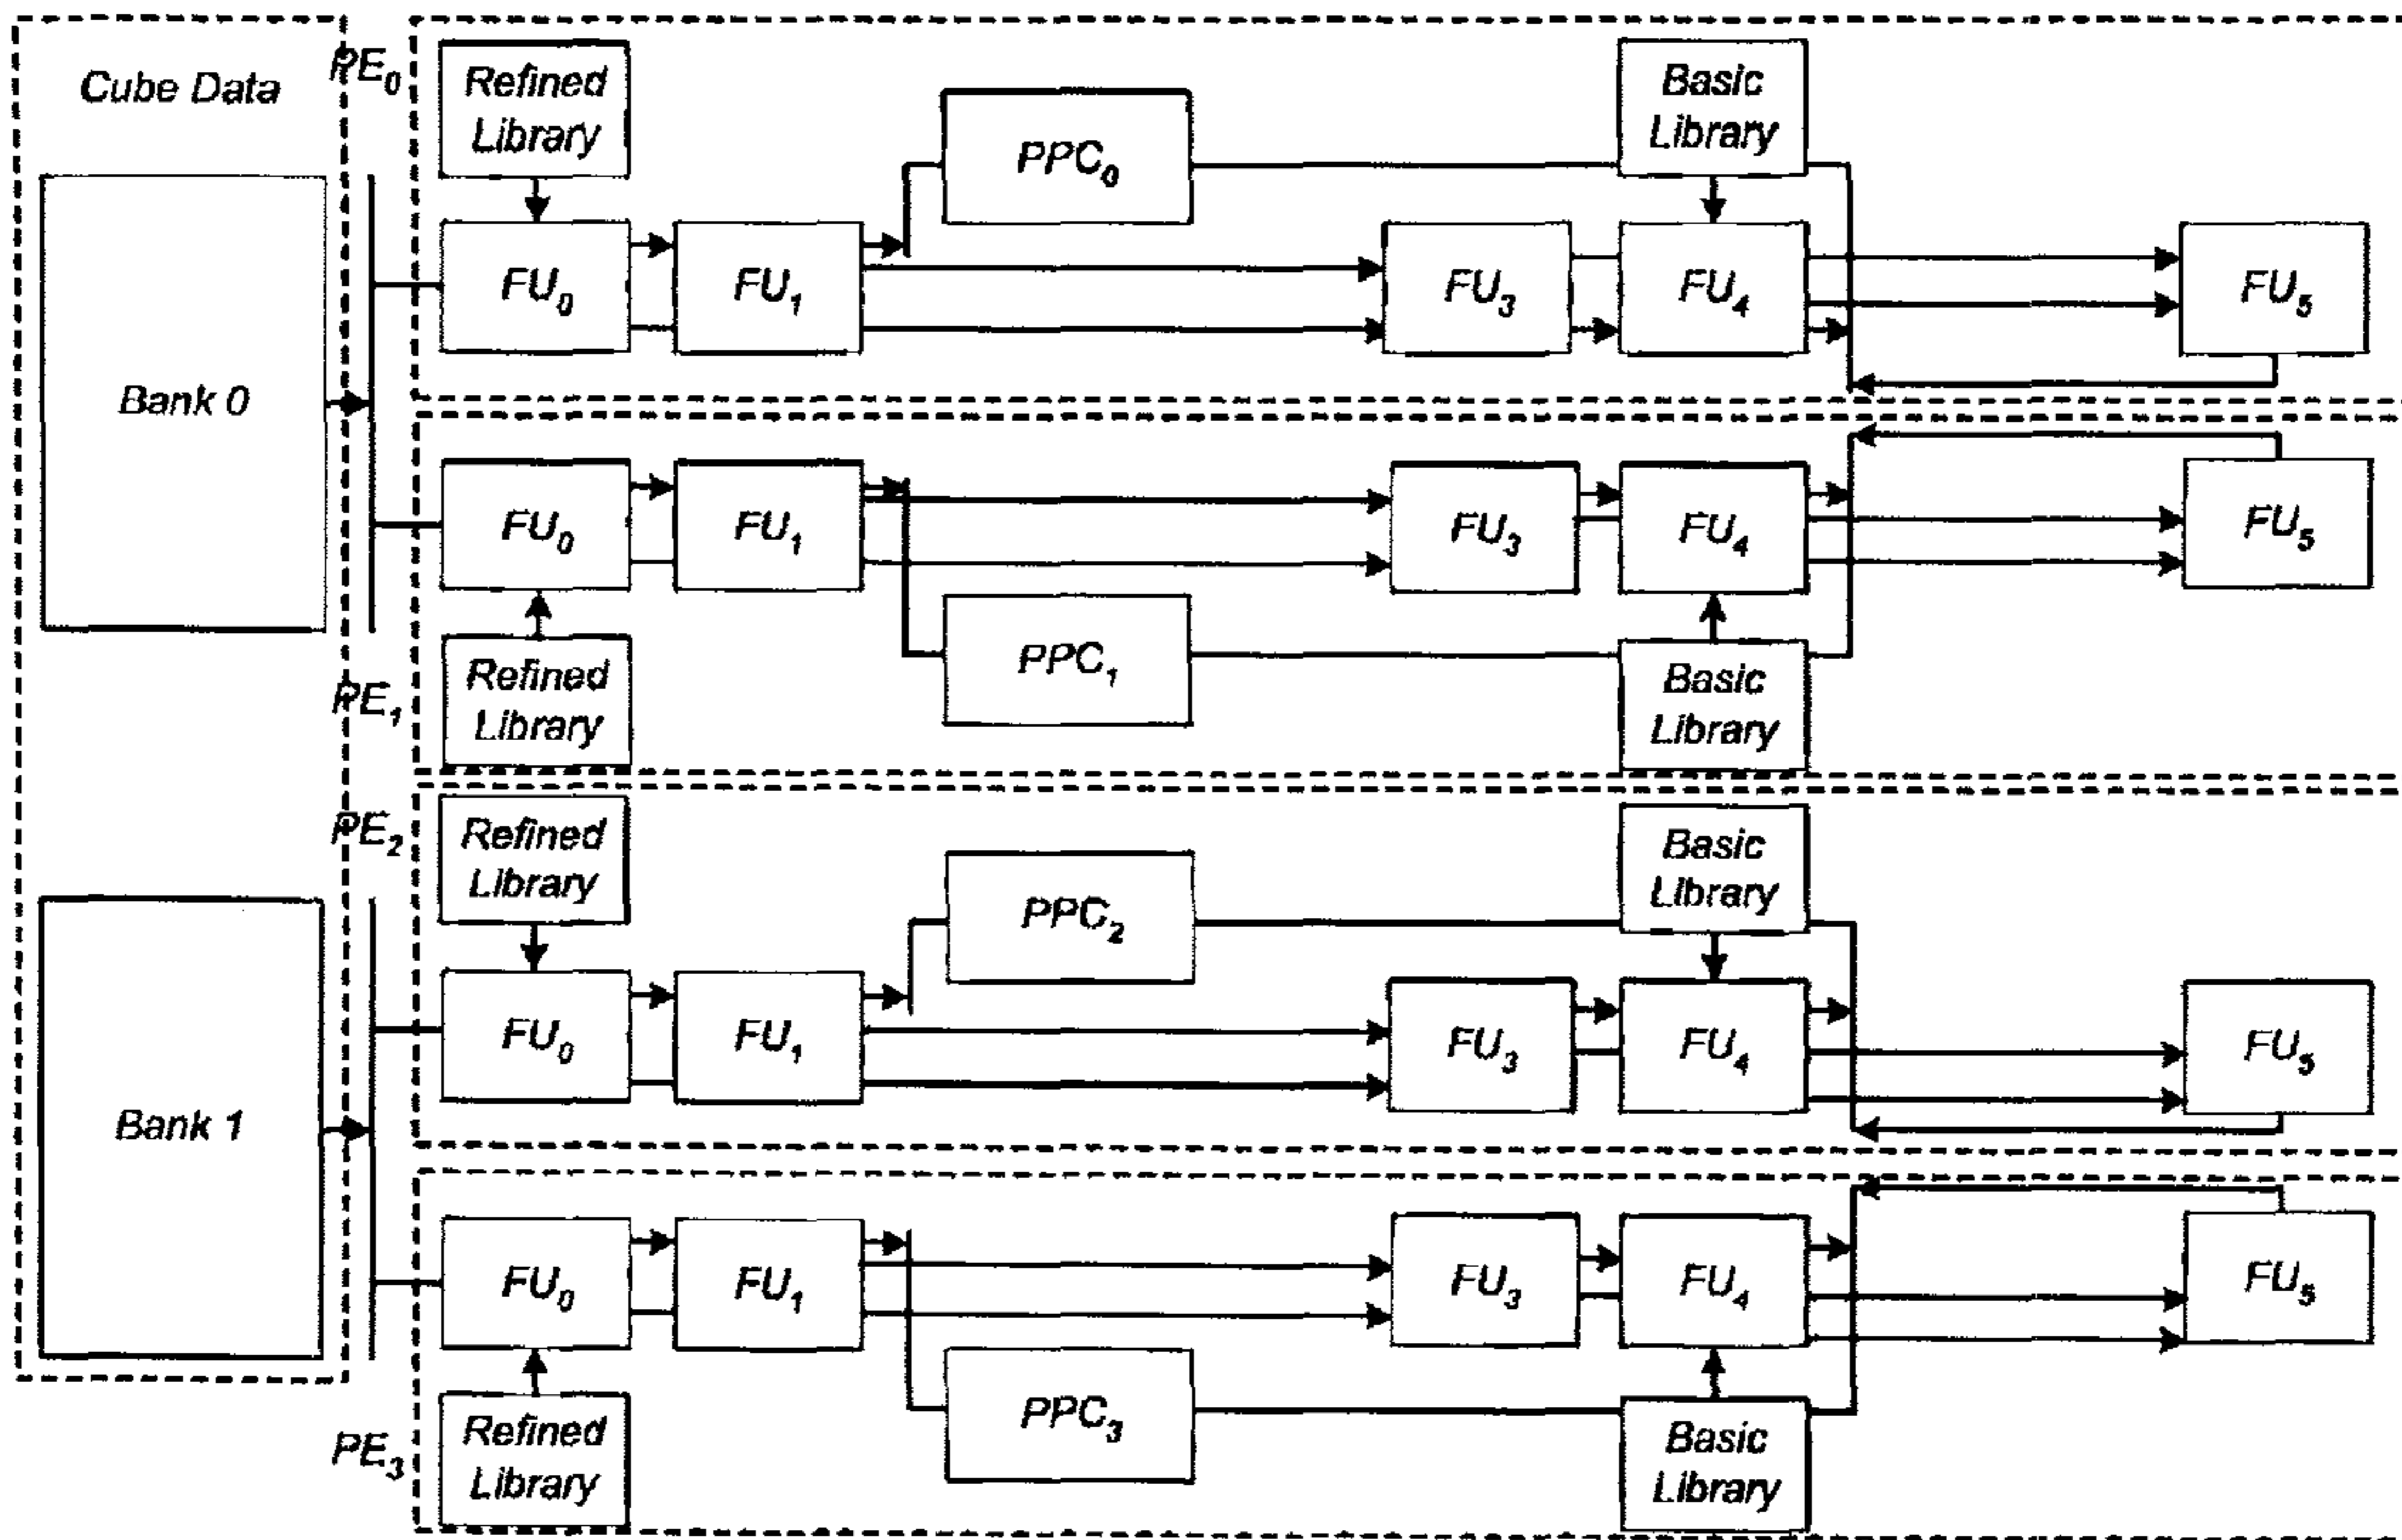 Cube Data
Bank 0
Bank 1
PE0
Refined
Library
PPC0
Basic
Library
FU0
FU1
FU3
FU4
FU5
FU0
FU1
FU3
FU4
FU5
PE1
Refined
Library
PPC1
Basic
Library
PE2
Refined
Library
PPC2
Basic
Library
FU0
FU1
FU3
FU4
FU5
FU0
FU1
FU3
FU4
FU5
PE3
Refined
Library
PPC3
Basic
Library